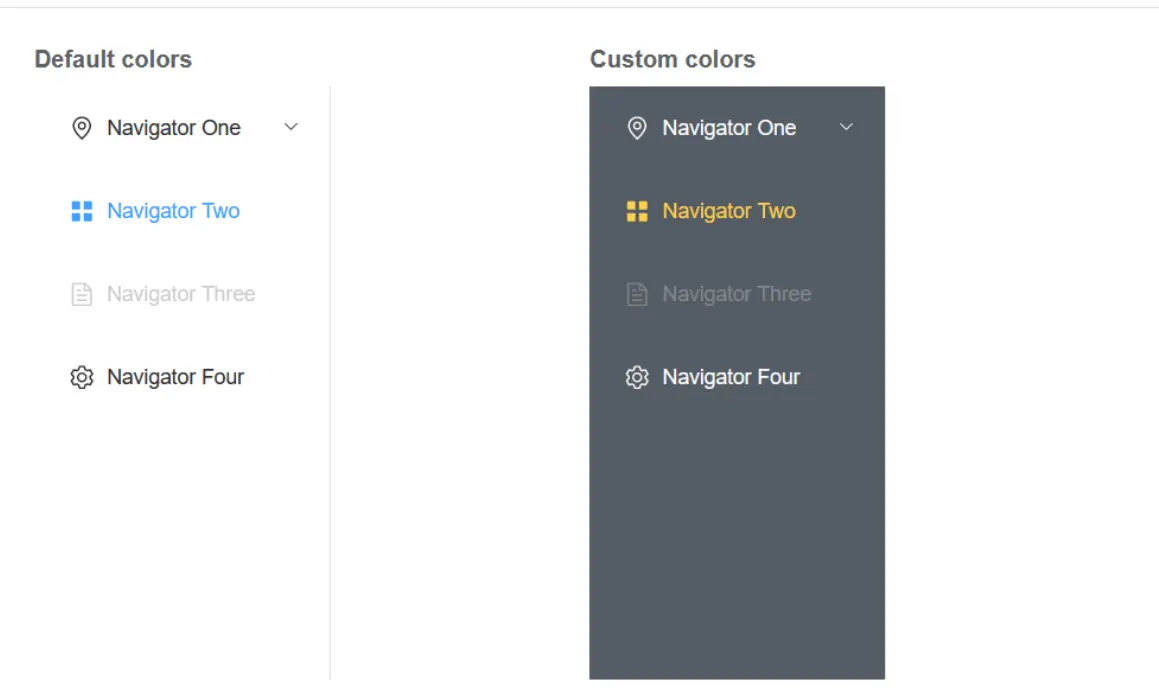 Default colors
Navigator One
Navigator Two
Navigator Three
Navigator Four
Custom colors
Navigator One
Navigator Two
Navigator Three
Navigator Four